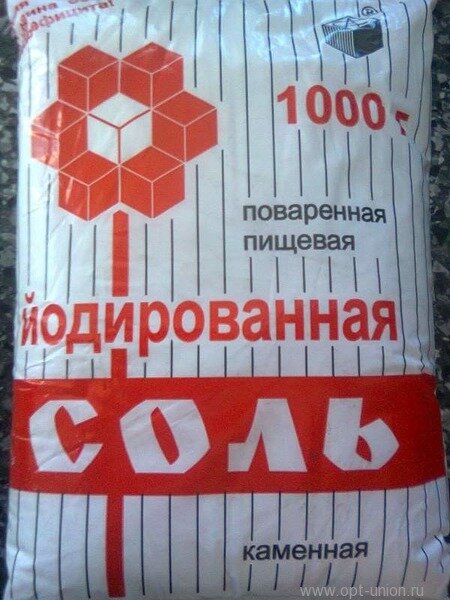 1000 г
поваренная
пищевая
йодированная
СОЛЬ
каменная
www.opt-union.ru